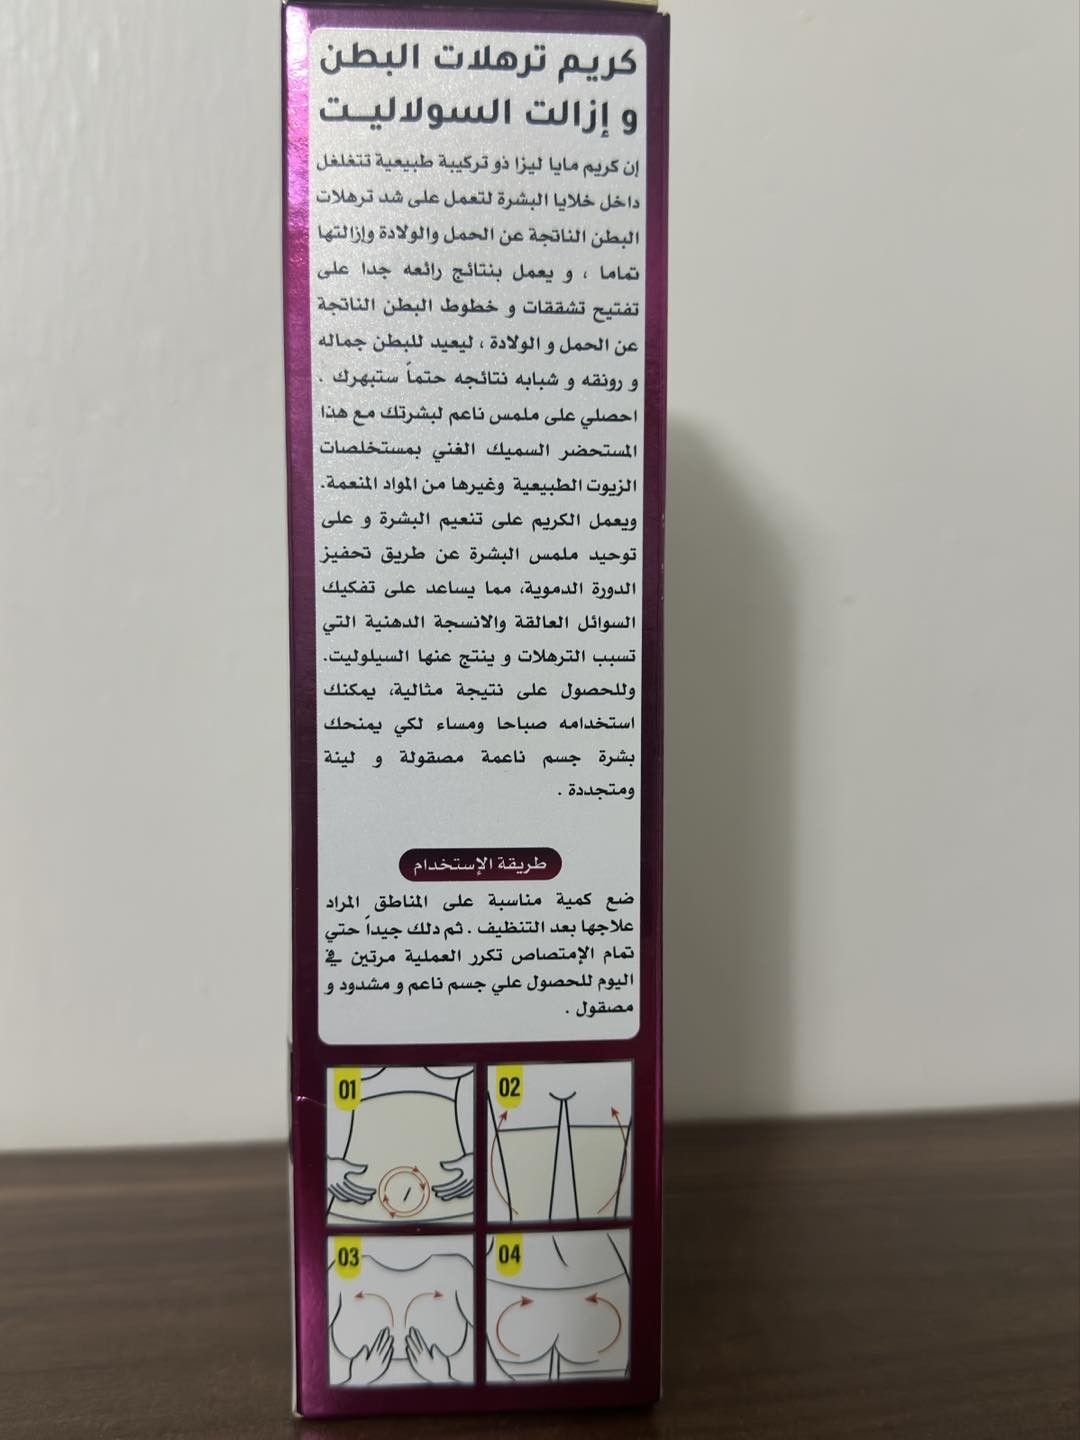 كريم ترهلات البطن
و إزالت السولاليت
إن كريم مايا ليزا ذو تركيبة طبيعية تتغلغل
داخل خلايا البشرة لتعمل على شد ترهلات
البطن الناتجة عن الحمل والولادة وإزالتها
تماما ، و يعمل بنتائج رائعه جدا على
تفتيح تشققات و خطوط البطن الناتجة
عن الحمل و الولادة ، ليعيد للبطن جماله
و رونقه و شبابه نتائجه حتماً ستبهرك .
احصلي على ملمس ناعم لبشرتك مع هذا
المستحضر السميك الغني بمستخلصات
الزيوت الطبيعية وغيرها من المواد المنعمة.
ويعمل الكريم على تنعيم البشرة و على
توحيد ملمس البشرة عن طريق تحفيز
الدورة الدموية، مما يساعد على تفكيك
السوائل العالقة والانسجة الدهنية التي
تسبب الترهلات و ينتج عنها السيلوليت.
وللحصول على نتيجة مثالية، يمكنك
استخدامه صباحا ومساء لكي يمنحك
بشرة جسم ناعمة مصقولة و لينة
ومتجددة .
طريقة الإستخدام
ضع كمية مناسبة على المناطق المراد
علاجها بعد التنظيف . ثم دلك جيداً حتي
تمام الإمتصاص تكرر العملية مرتين في
اليوم للحصول علي جسم ناعم و مشدود و
مصقول .
01
02
03
04